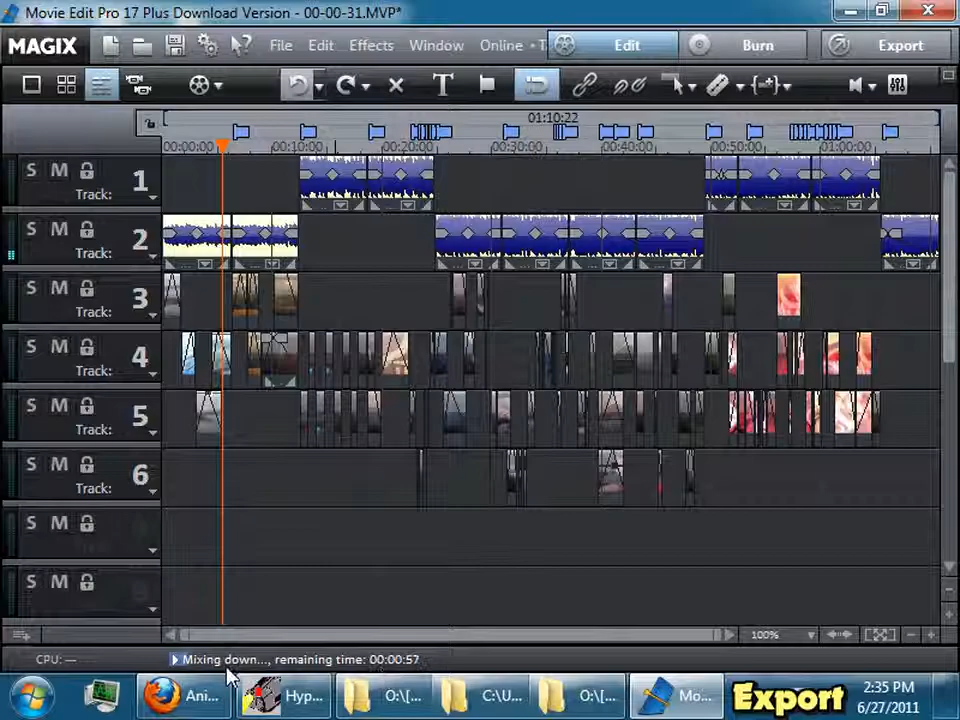 Movie Edit Pro 17 Plus Download Version - 00-00-31.MVP*
MAGIX File Edit Effects Window Online • T Edit Burn Export
T
01:10:22
00:00:00 00:10:00 00:20:00 00:30:00 00:40:00 00:50:00 01:00:00
S M Track: 1
S M Track: 2
S M Track: 3
S M Track: 4
S M Track: 5
S M Track: 6
S M
S M
100%
CPU: — Mixing down..., remaining time: 00:00:57
Ani... Hyp... O:\[... C:\U... O:\[... Mo... Export 2:35 PM
6/27/2011